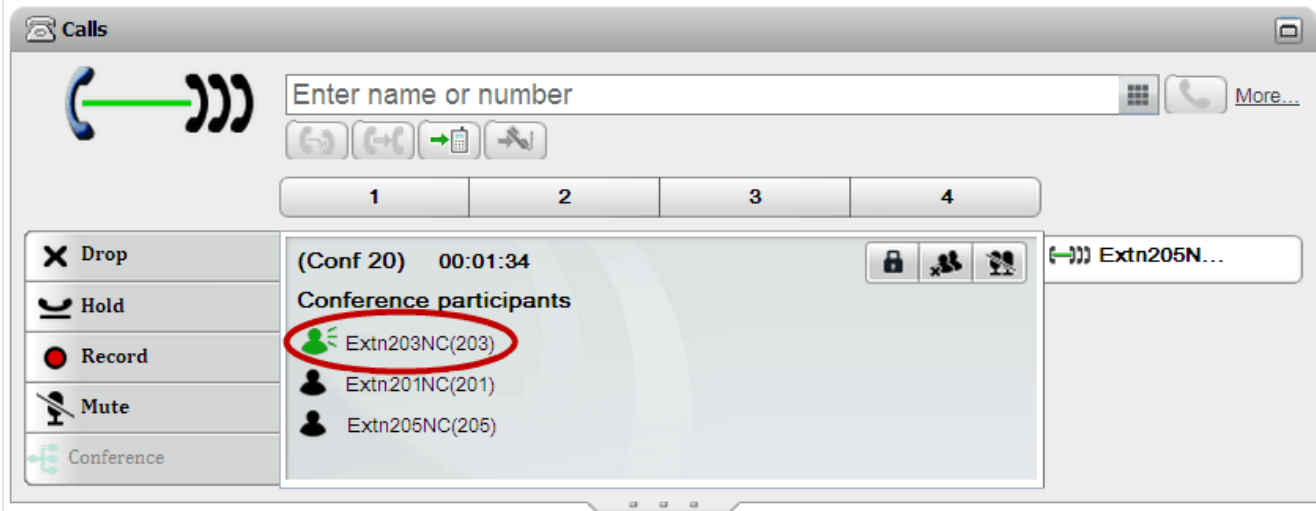 Calls
Enter name or number
More...
1 2 3 4
Drop
Hold
Record
Mute
Conference
(Conf 20) 00:01:34
Conference participants
Extn203NC(203)
Extn201NC(201)
Extn205NC(205)
Extn205N...